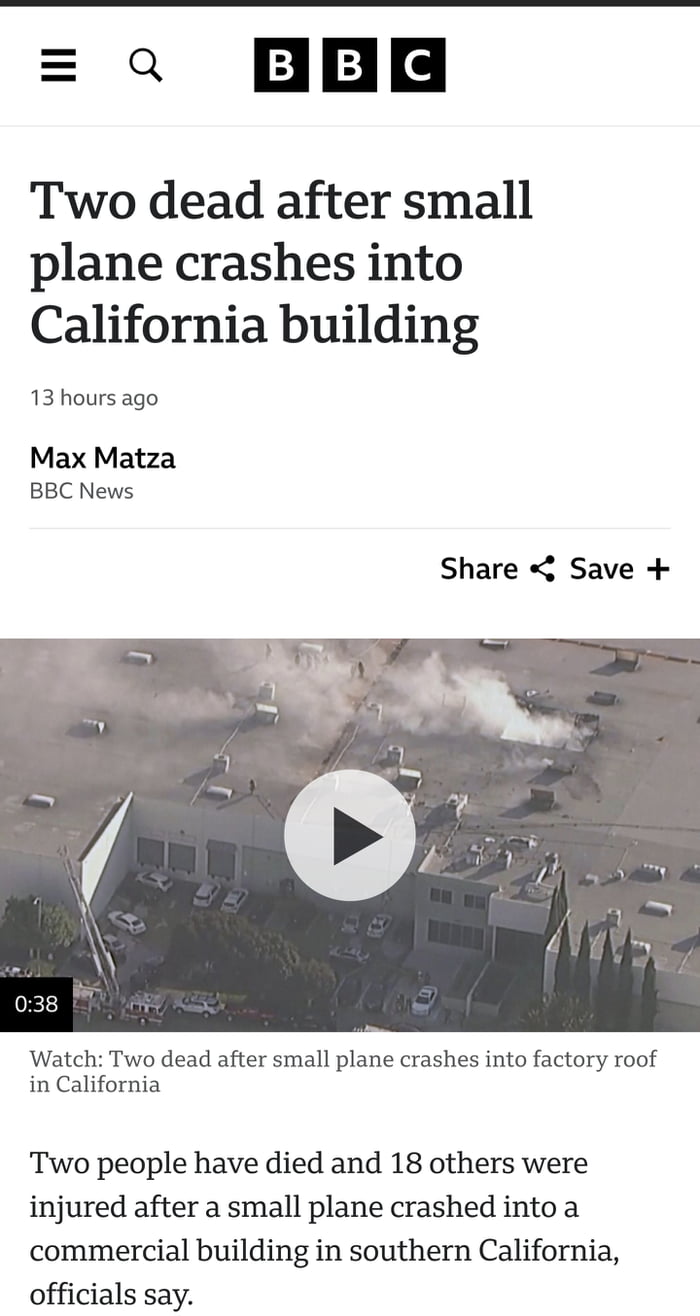 BBC
Two dead after small
plane crashes into
California building
13 hours ago
Max Matza
BBC News
Share Save +
0:38
Watch: Two dead after small plane crashes into factory roof
in California
Two people have died and 18 others were
injured after a small plane crashed into a
commercial building in southern California,
officials say.